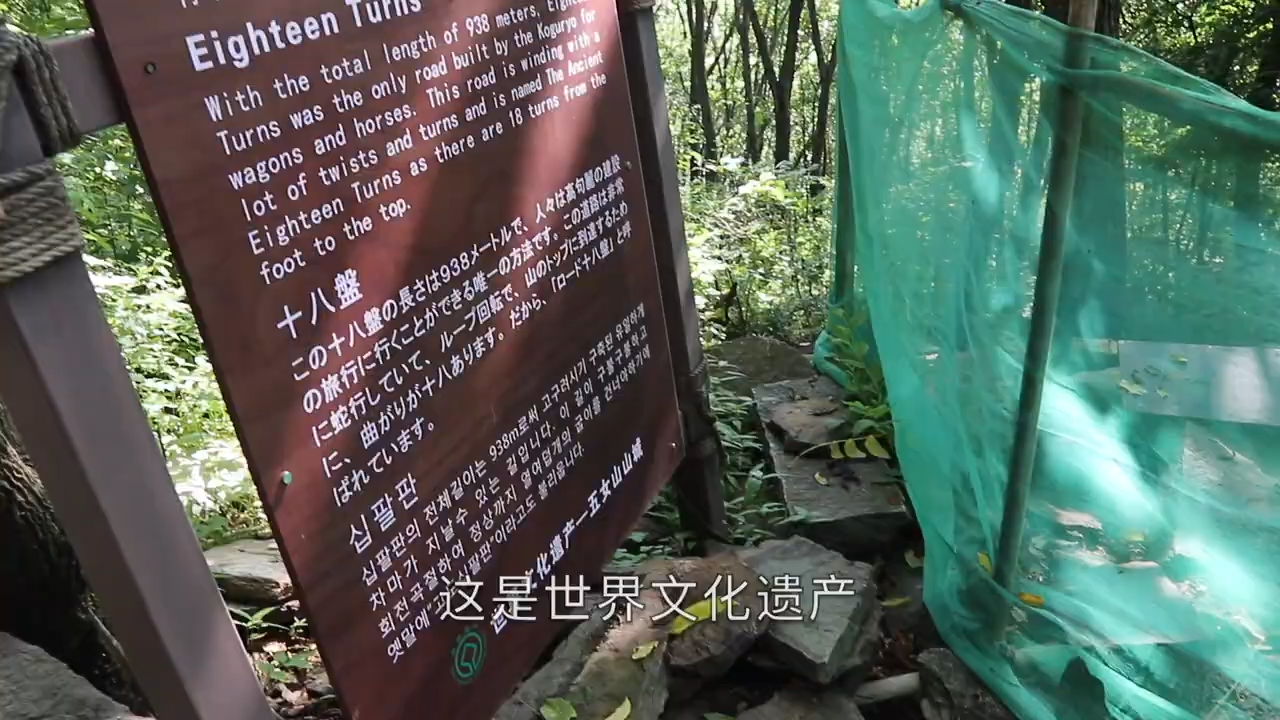 Eighteen Turns
With the total length of 938 meters, Eighteen
Turns was the only road built by the Koguryo for
wagons and horses. This road is winding with a
lot of twists and turns and is named The Ancient
Eighteen Turns as there are 18 turns from the
foot to the top.
十八盤
この十八盤の長さは938メートルで、人々は高句麗の建設
の旅行に行くことができる唯一の方法です。この道路は非常
に蛇行していて、ループ回転で、山のトップに到達するため
に、曲がりが十八あります。だから、「ロード十八盤」と呼
ばれています。
십팔판
십팔판의 전체길이는 938m로써 고구려시기 구축된 유일하게
차마가 지날수 있는 길입니다. 이 길이 구불구불하고
회전곡절하여 정상까지 열여덟개의 굽이를 건너야하기에
옛말에 십팔판"이라고도 불리웁니다.
文化遗产—五女山山城
这是世界文化遗产